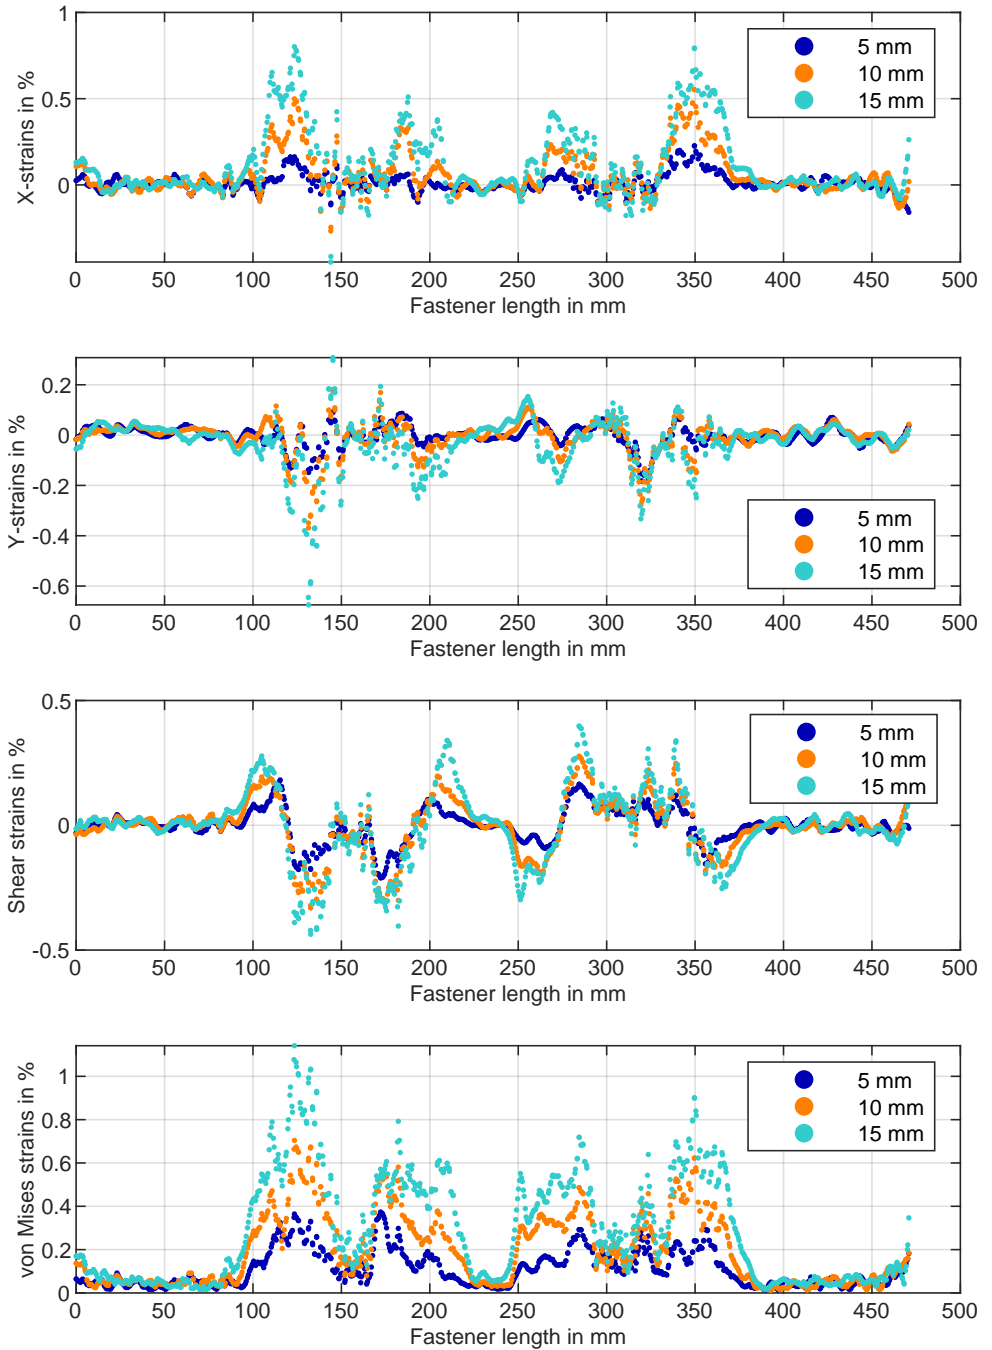 X-strains in %
1
0.5
0
0 50 100 150 200 250 300 350 400 450 500
Fastener length in mm
5 mm
10 mm
15 mm
Y-strains in %
0.2
0
-0.2
-0.4
-0.6
0 50 100 150 200 250 300 350 400 450 500
Fastener length in mm
5 mm
10 mm
15 mm
Shear strains in %
0.5
0
-0.5
0 50 100 150 200 250 300 350 400 450 500
Fastener length in mm
5 mm
10 mm
15 mm
von Mises strains in %
1
0.8
0.6
0.4
0.2
0
0 50 100 150 200 250 300 350 400 450 500
Fastener length in mm
5 mm
10 mm
15 mm